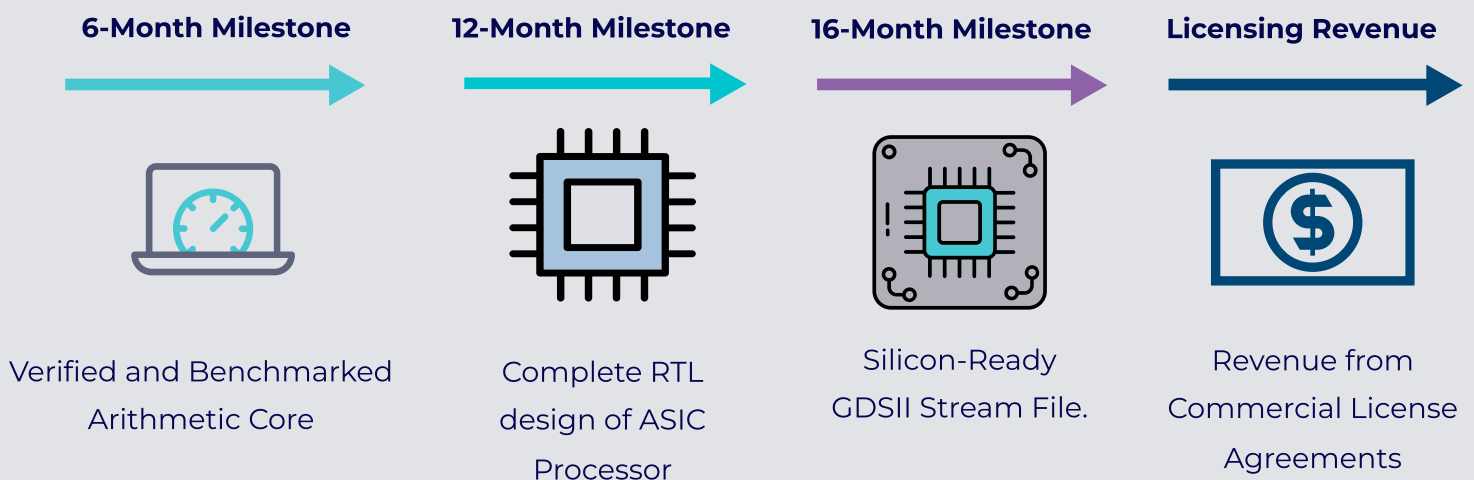 6-Month Milestone
12-Month Milestone
16-Month Milestone
Licensing Revenue
Verified and Benchmarked
Arithmetic Core
Complete RTL
design of ASIC
Processor
Silicon-Ready
GDSII Stream File.
$
Revenue from
Commercial License
Agreements